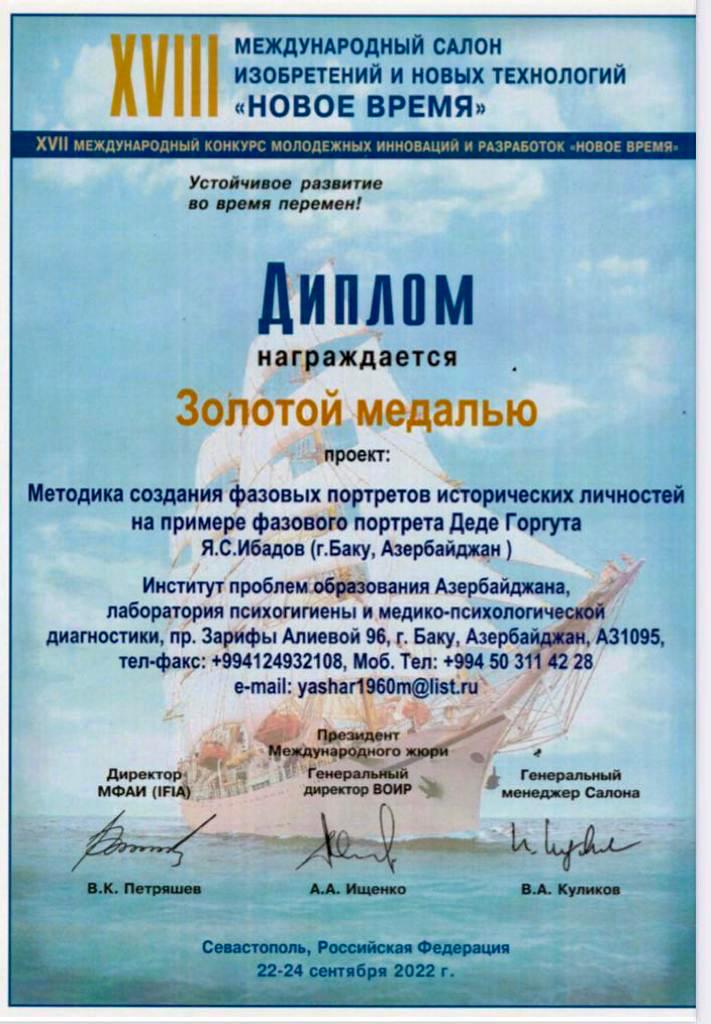 XVIII МЕЖДУНАРОДНЫЙ САЛОН
ИЗОБРЕТЕНИЙ И НОВЫХ ТЕХНОЛОГИЙ
«НОВОЕ ВРЕМЯ»
XVII МЕЖДУНАРОДНЫЙ КОНКУРС МОЛОДЕЖНЫХ ИННОВАЦИЙ И РАЗРАБОТОК «НОВОЕ ВРЕМЯ»
Устойчивое развитие
во время перемен!
Диплом
награждается
Золотой медалью
проект:
Методика создания фазовых портретов исторических личностей
на примере фазового портрета Деде Горгута
Я.С.Ибадов (г.Баку, Азербайджан )
Институт проблем образования Азербайджана,
лаборатория психогигиены и медико-психологической
диагностики, пр. Зарифы Алиевой 96, г. Баку, Азербайджан, А31095,
тел-факс: +994124932108, Моб. Тел: +994 50 311 42 28
e-mail: yashar1960m@list.ru
Директор
МФАИ (IFIA)
В.К. Петряшев
Президент
Международного жюри
Генеральный
директор ВОИР
А.А. Ищенко
Генеральный
менеджер Салона
В.А. Куликов
Севастополь, Российская Федерация
22-24 сентября 2022 г.